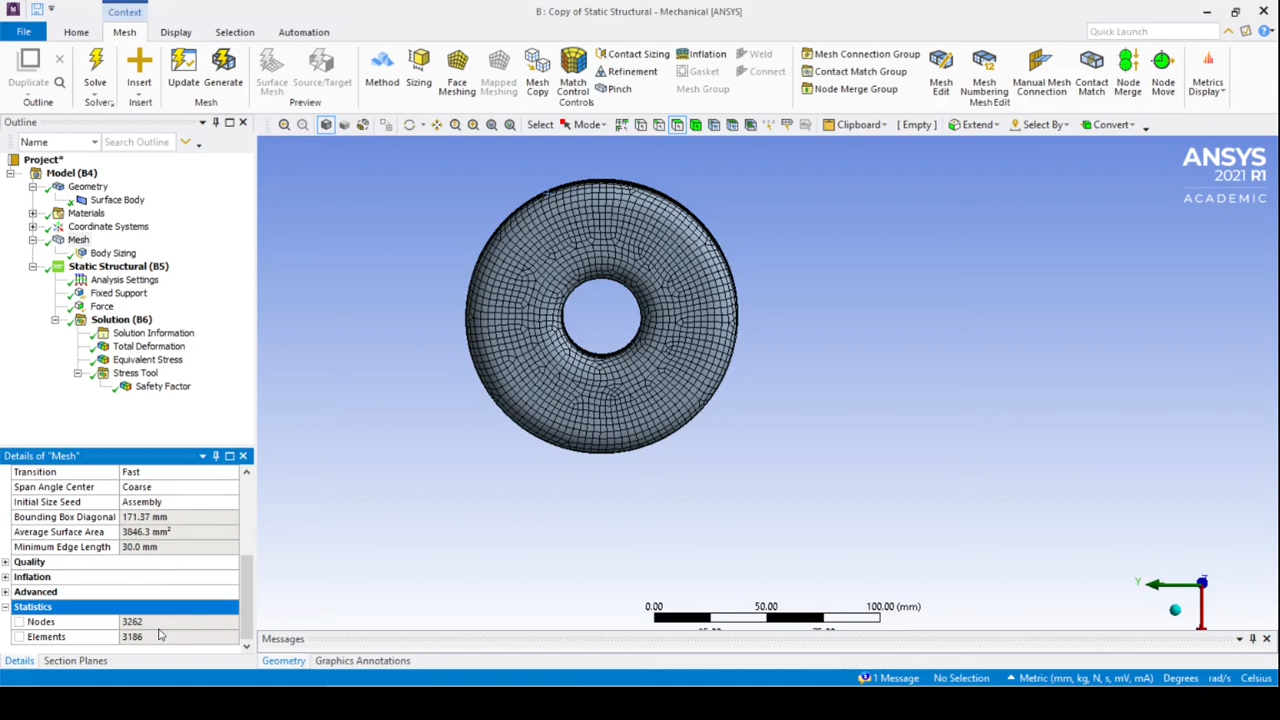 B : Copy of Static Structural - Mechanical [ANSYS]
Context
File
Home
Mesh
Display
Selection
Automation
Quick Launch
Duplicate
Outline
Solve
Solver
Insert
Insert
Update
Generate
Mesh
Surface Mesh
Source/Target
Preview
Method
Sizing
Face Meshing
Mapped Meshing
Mesh Copy
Match Control
Contact Sizing
Refinement
Pinch
Inflation
Gasket
Mesh Group
Weld
Connect
Controls
Mesh Connection Group
Contact Match Group
Node Merge Group
Mesh Edit
Mesh Numbering
Manual Mesh Connection
Contact Match
Node Merge
Node Move
Mesh Edit
Metrics Display
Outline
Name
Search Outline
Select
Mode
Clipboard
[ Empty ]
Extend
Select By
Convert
Project*
Model (B4)
Geometry
Surface Body
Materials
Coordinate Systems
Mesh
Body Sizing
Static Structural (B5)
Analysis Settings
Fixed Support
Force
Solution (B6)
Solution Information
Total Deformation
Equivalent Stress
Stress Tool
Safety Factor
ANSYS
2021 R1
ACADEMIC
Details of "Mesh"
Transition Fast
Span Angle Center Coarse
Initial Size Seed Assembly
Bounding Box Diagonal 171.37 mm
Average Surface Area 3846.3 mm²
Minimum Edge Length 30.0 mm
Quality
Inflation
Advanced
Statistics
Nodes 3262
Elements 3186
0.00 50.00 100.00 (mm)
Y
Z
Messages
Details
Section Planes
Geometry
Graphics Annotations
1 Message
No Selection
Metric (mm, kg, N, s, mV, mA)
Degrees
rad/s
Celsius